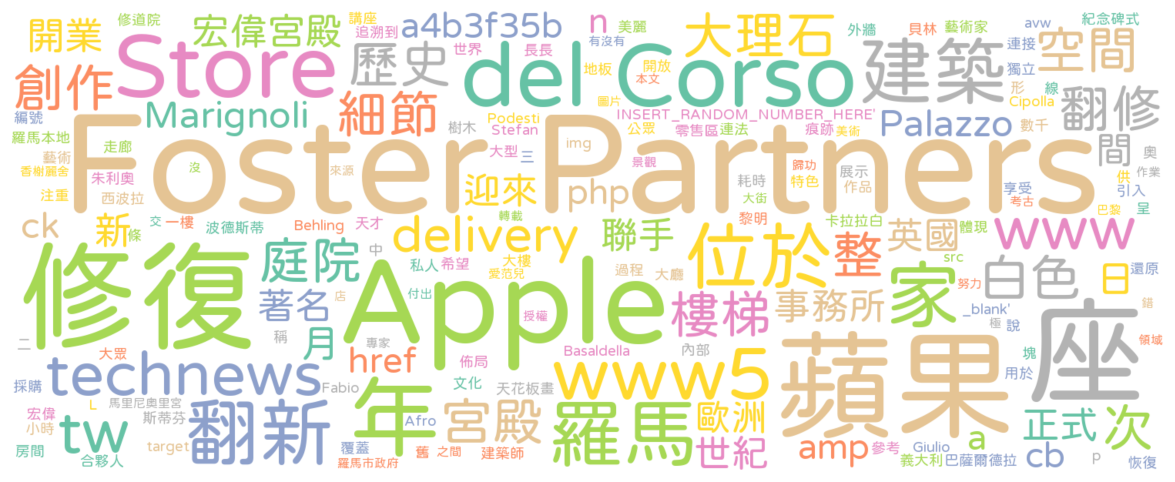 修道院 講座 a4b3f35b n 美麗 外牆 貝林 藝術家 avw 紀念碑式
開業 宏偉宮殿 追溯到 世界 有沒有 大理石 連接 空間
Store 歷史 長長 del Corso 地板 開放 本文 建築 獨立
創作 細節 圖片 形 線 翻修
編號 Marignoli Podesti Stefan INSERT_RANDOM_NUMBER_HERE' Palazzo Cipolla 數千
羅馬本地 走廊 樹木 公眾 零售區 連法 痕跡 美術 間 奧
藝術 Foster Partners 大型 三 img 景觀 歸功 展示 供 作業
香榭麗舍 沒 來源 迎來 php 耗時 特色 作品 享受 引入
注重 朱利奧 西波拉 轉載 大街 黎明 考古 巴黎 呈
ck 新 條 交 一樓 波德斯蒂 Behling 天才 delivery 聯手 位於 整 卡拉拉白 英國 體現 www
修復 庭院 中 私人 希望 大樓 愛范兒 過程 大廳 家 src 白色 日 還原
著名 Apple 付出 樓梯 事務所 努力 _blank' 錯
店 授權 蘋果 極 說 座
二 月 稱 專家 Basaldella 內部 塊 領域
大眾 href 佈局 用於
technews 年 文化 www5
採購 馬里尼奧里宮 Fabio 天花板畫
宏偉 L 斯蒂芬 翻新 Afro 宮殿 羅馬 歐洲 正式 次
小時 tw target 覆蓋 世紀 amp 參考 Giulio a p
房間 合夥人 舊 之間 建築師 義大利 巴薩爾德拉 cb 恢復
羅馬市政府